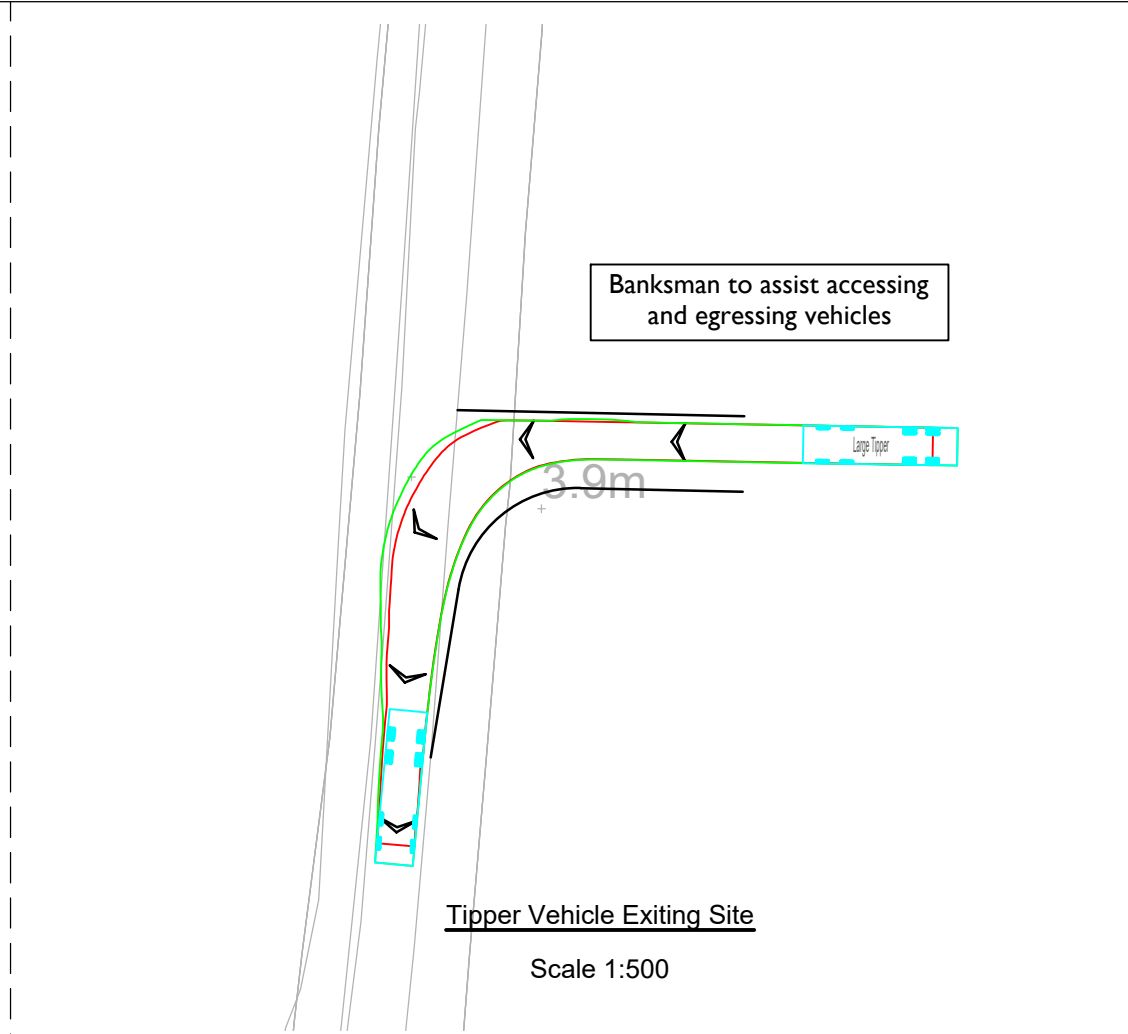 Banksman to assist accessing
and egressing vehicles
Large Tipper
3.9m
Tipper Vehicle Exiting Site
Scale 1:500